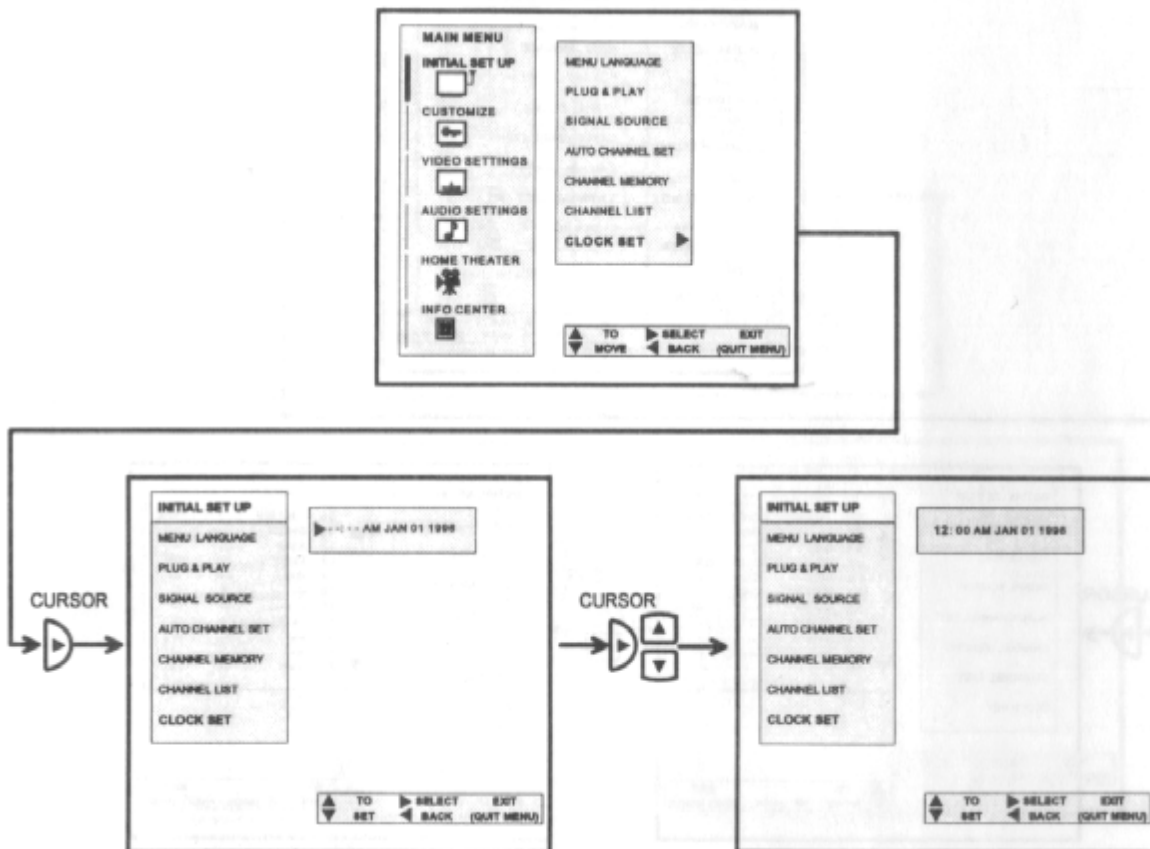 MAIN MENU
INITIAL SET UP
CUSTOMIZE
VIDEO SETTINGS
AUDIO SETTINGS
HOME THEATER
INFO CENTER
MENU LANGUAGE
PLUG & PLAY
SIGNAL SOURCE
AUTO CHANNEL SET
CHANNEL MEMORY
CHANNEL LIST
CLOCK SET
TO SELECT EXIT
MOVE BACK (QUIT MENU)
CURSOR
INITIAL SET UP
MENU LANGUAGE
PLUG & PLAY
SIGNAL SOURCE
AUTO CHANNEL SET
CHANNEL MEMORY
CHANNEL LIST
CLOCK SET
--:-- AM JAN 01 1996
TO SELECT EXIT
SET BACK (QUIT MENU)
CURSOR
INITIAL SET UP
MENU LANGUAGE
PLUG & PLAY
SIGNAL SOURCE
AUTO CHANNEL SET
CHANNEL MEMORY
CHANNEL LIST
CLOCK SET
12: 00 AM JAN 01 1996
TO SELECT EXIT
SET BACK (QUIT MENU)